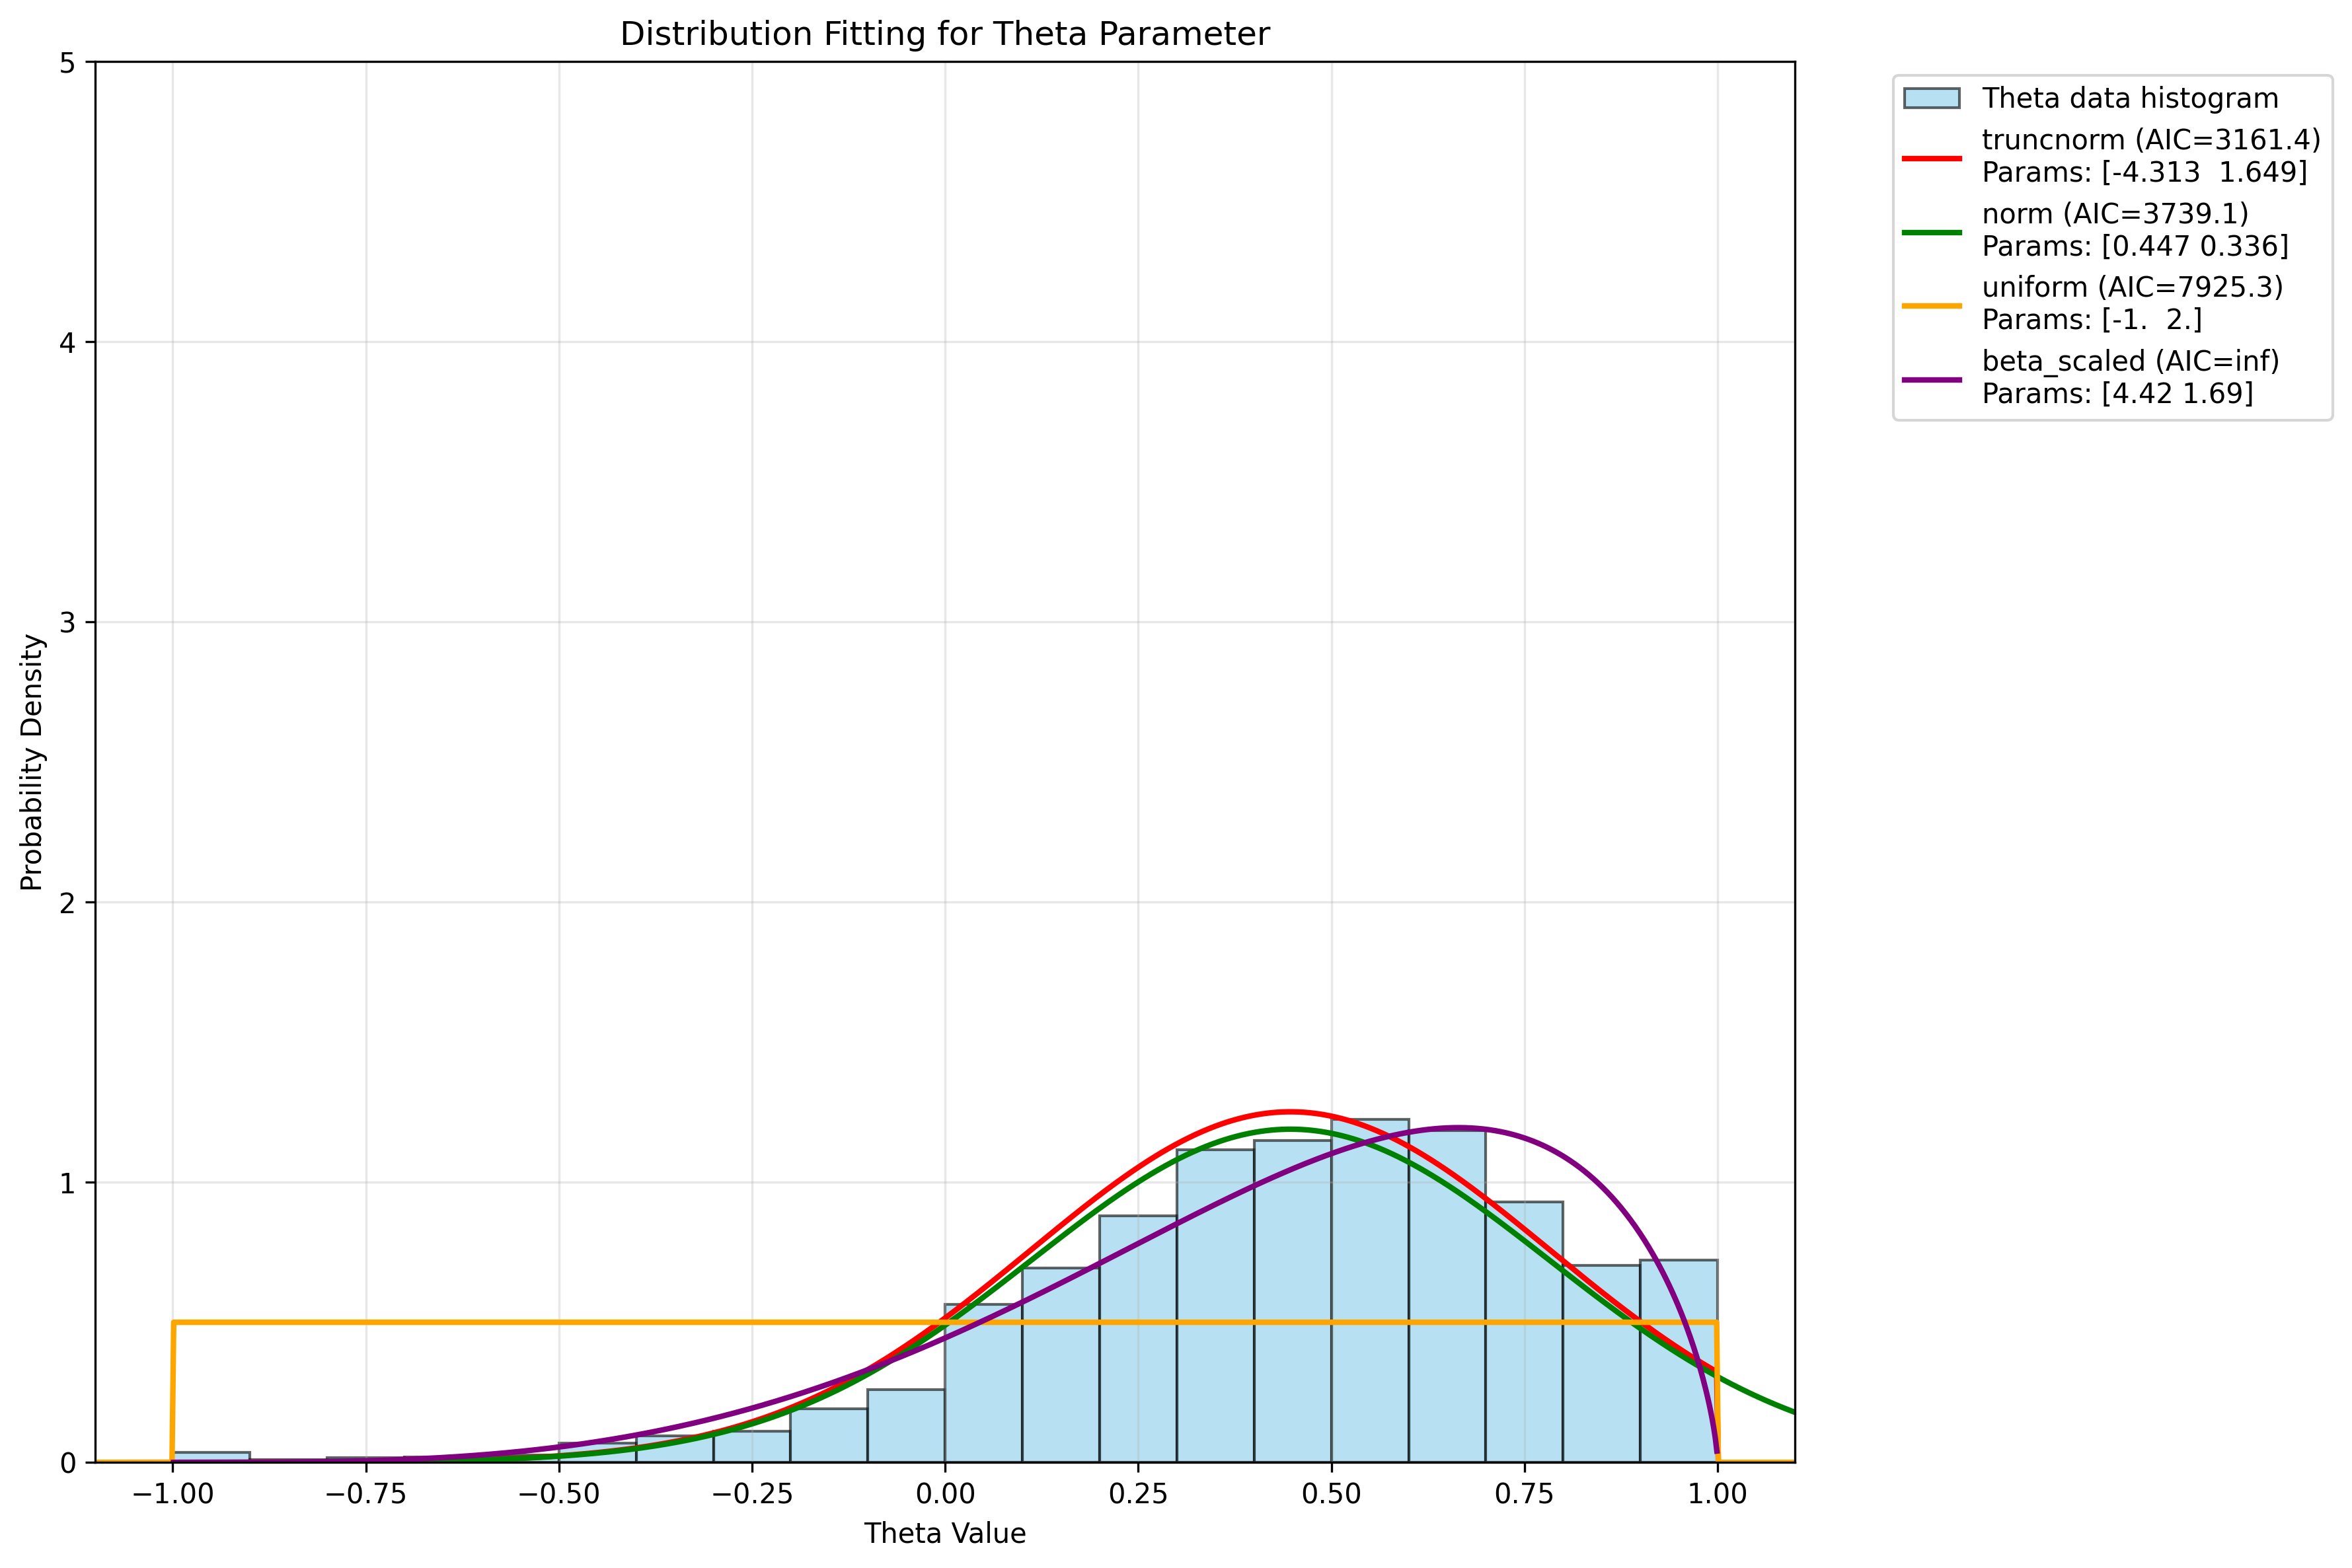 Distribution Fitting for Theta Parameter
5
4
3
2
1
0
Probability Density
−1.00
−0.75
−0.50
−0.25
0.00
0.25
0.50
0.75
1.00
Theta Value
Theta data histogram
truncnorm (AIC=3161.4)
Params: [-4.313  1.649]
norm (AIC=3739.1)
Params: [0.447 0.336]
uniform (AIC=7925.3)
Params: [-1.  2.]
beta_scaled (AIC=inf)
Params: [4.42 1.69]